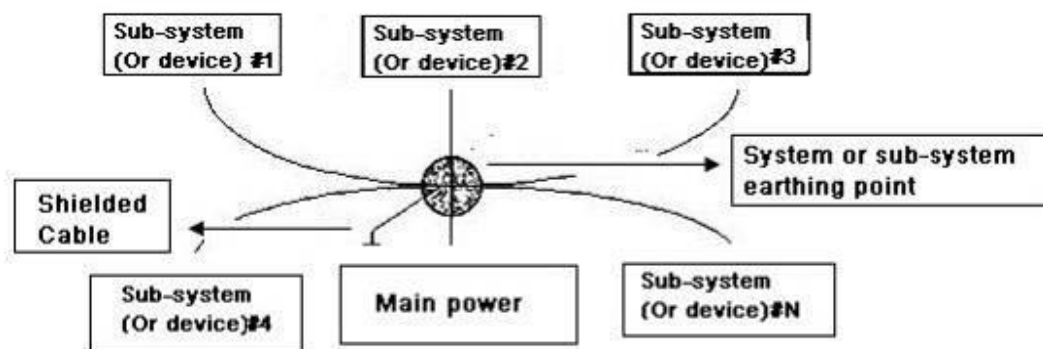 Sub-system
(Or device) #1
Sub-system
(Or device)#2
Sub-system
(Or device)#3
System or sub-system
earthing point
Shielded
Cable
Sub-system
(Or device)#4
Main power
Sub-system
(Or device)#N